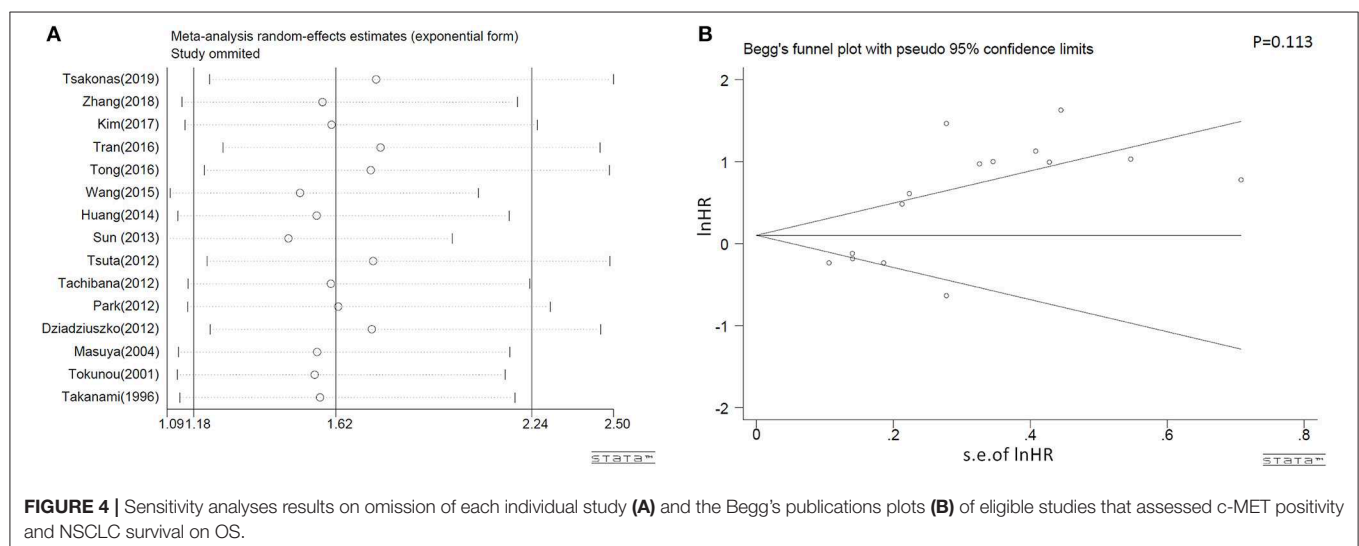 A
Meta-analysis random-effects estimates (exponential form)
Study ommited
Tsakonas(2019)
Zhang(2018)
Kim(2017)
Tran(2016)
Tong(2016)
Wang(2015)
Huang(2014)
Sun (2013)
Tsuta(2012)
Tachibana(2012)
Park(2012)
Dziadziuszko(2012)
Masuya(2004)
Tokunou(2001)
Takanami(1996)
1.091.18 1.62 2.24 2.50
STATA™
B
Begg's funnel plot with pseudo 95% confidence limits
P=0.113
lnHR
2
1
0
-1
-2
0 .2 .4 .6 .8
s.e.of lnHR
STATA™
FIGURE 4 | Sensitivity analyses results on omission of each individual study (A) and the Begg's publications plots (B) of eligible studies that assessed c-MET positivity
and NSCLC survival on OS.